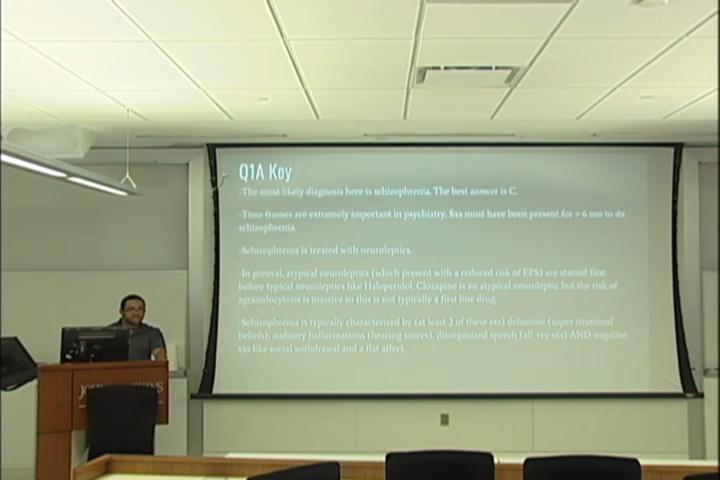 Q1A Key
-The most likely diagnosis here is schizophrenia. The best answer is C.
-Time frames are extremely important in psychiatry. Sxs must have been present for > 6 mo to dx
schizophrenia.
-Schizophrenia is treated with neuroleptics.
-In general, atypical neuroleptics (which present with a reduced risk of EPS) are started first
before typical neuroleptics like Haloperidol. Clozapine is an atypical neuroleptic but the risk of
agranulocytosis is massive so this is not typically a first line drug
-Schizophrenia is typically characterized by (at least 2 of these sxs) delusions (super irrational
beliefs), auditory hallucinations (hearing voices), disorganized speech (all +ve sxs) AND negative
sxs like social withdrawal and a flat affect.